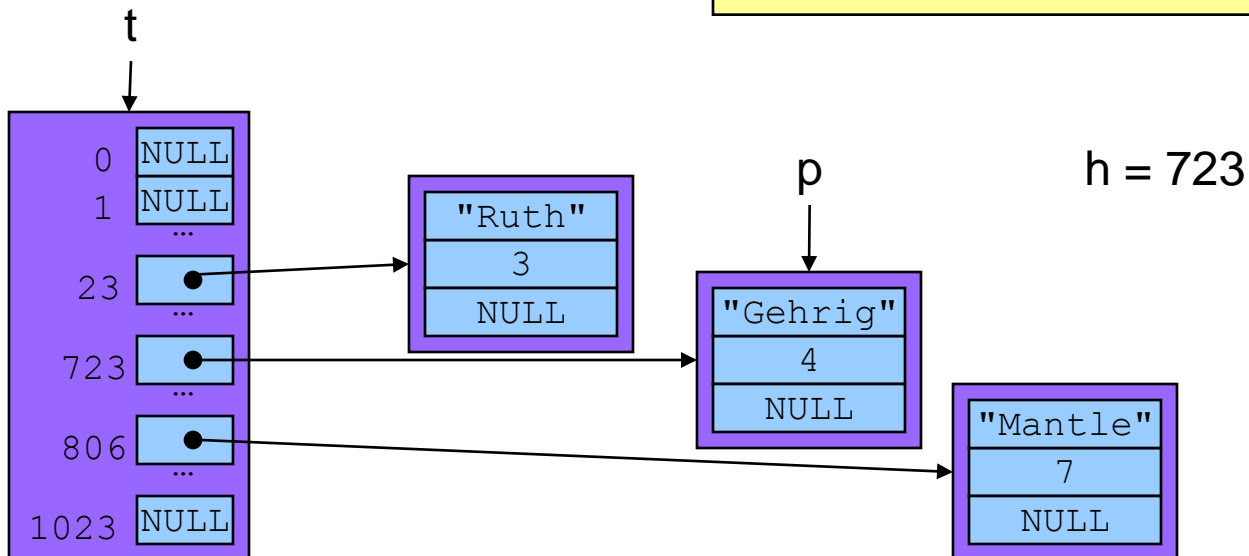 t
0 NULL
1 NULL
...
23
...
723
...
806
...
1023 NULL
"Ruth"
3
NULL
p
"Gehrig"
4
NULL
"Mantle"
7
NULL
h = 723